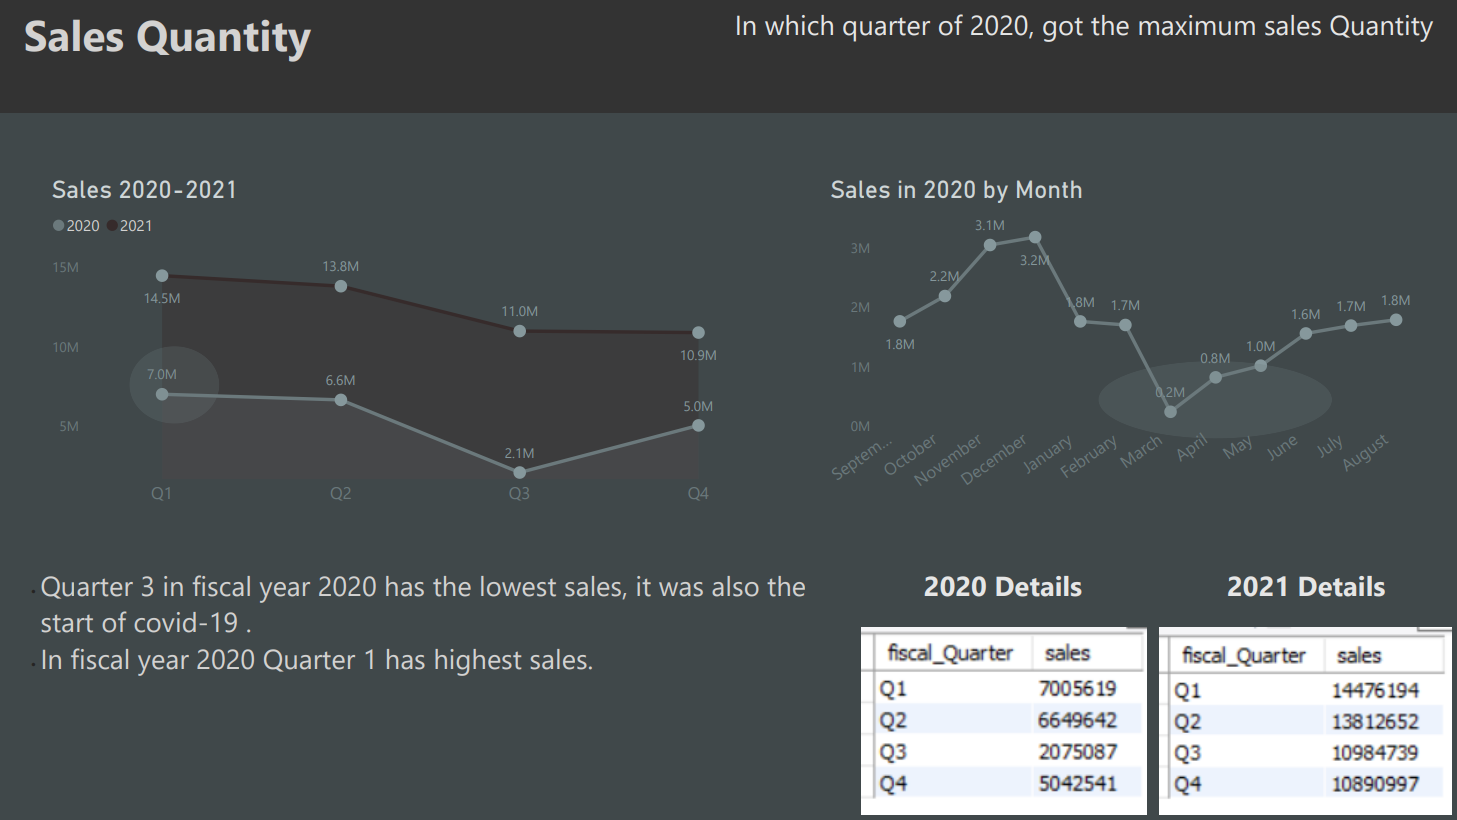 Sales Quantity
In which quarter of 2020, got the maximum sales Quantity
Sales 2020-2021
2020 2021
15M
10M
5M
14.5M
13.8M
11.0M
10.9M
7.0M
6.6M
2.1M
5.0M
Q1 Q2 Q3 Q4
Sales in 2020 by Month
3M
2M
1M
0M
1.8M
2.2M
3.1M
3.2M
1.8M
1.7M
0.2M
0.8M
1.0M
1.6M
1.7M
1.8M
Septem... October November December January February March April May June July August
. Quarter 3 in fiscal year 2020 has the lowest sales, it was also the
start of covid-19 .
. In fiscal year 2020 Quarter 1 has highest sales.
2020 Details
fiscal_Quarter sales
Q1 7005619
Q2 6649642
Q3 2075087
Q4 5042541
2021 Details
fiscal_Quarter sales
Q1 14476194
Q2 13812652
Q3 10984739
Q4 10890997